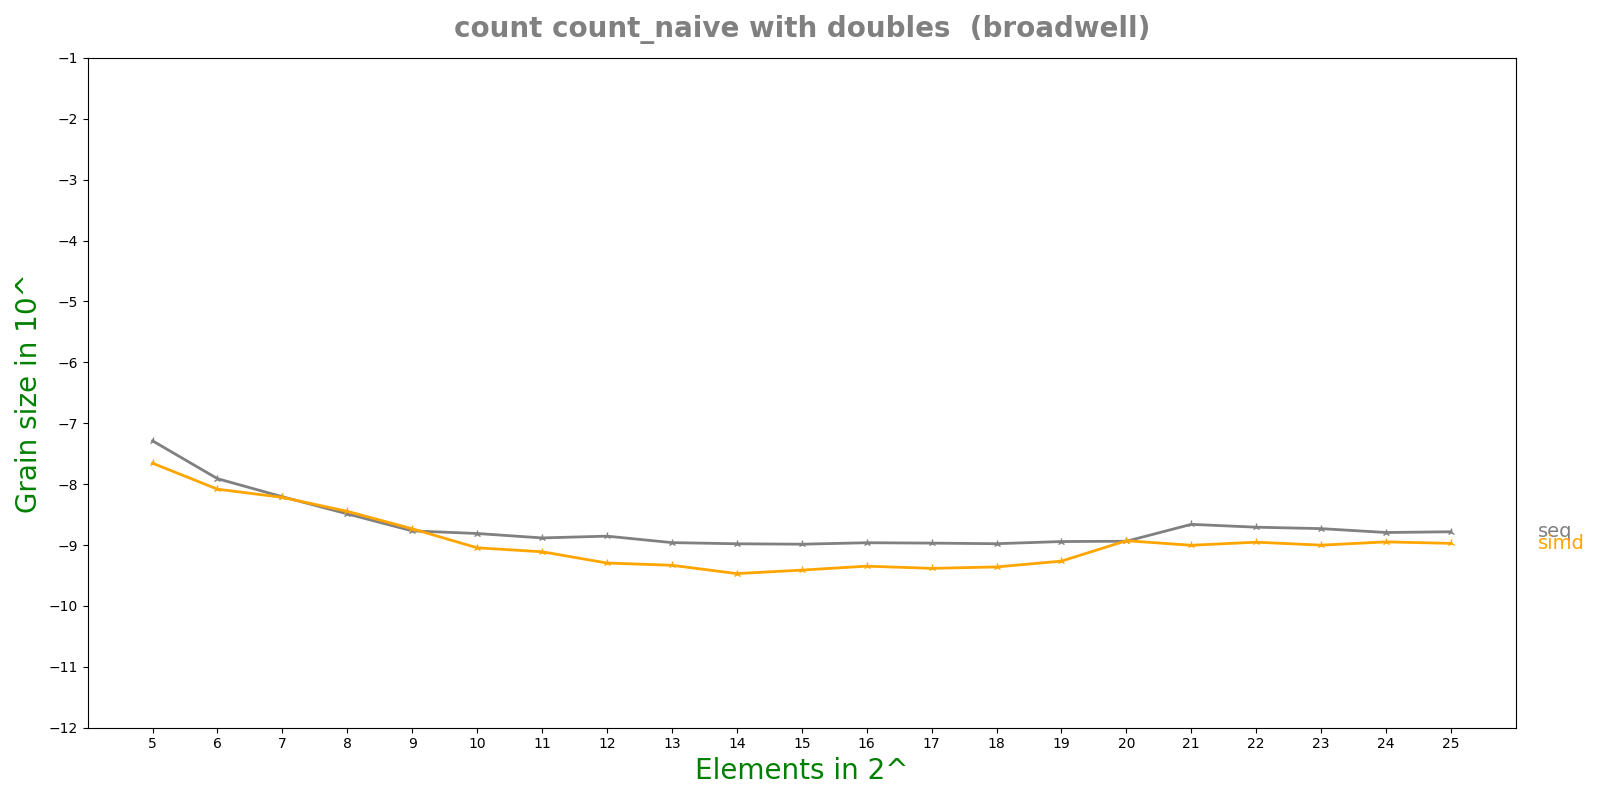 count count_naive with doubles  (broadwell)
Grain size in 10^
−1
−2
−3
−4
−5
−6
−7
−8
−9
−10
−11
−12
seq
simd
5 6 7 8 9 10 11 12 13 14 15 16 17 18 19 20 21 22 23 24 25
Elements in 2^